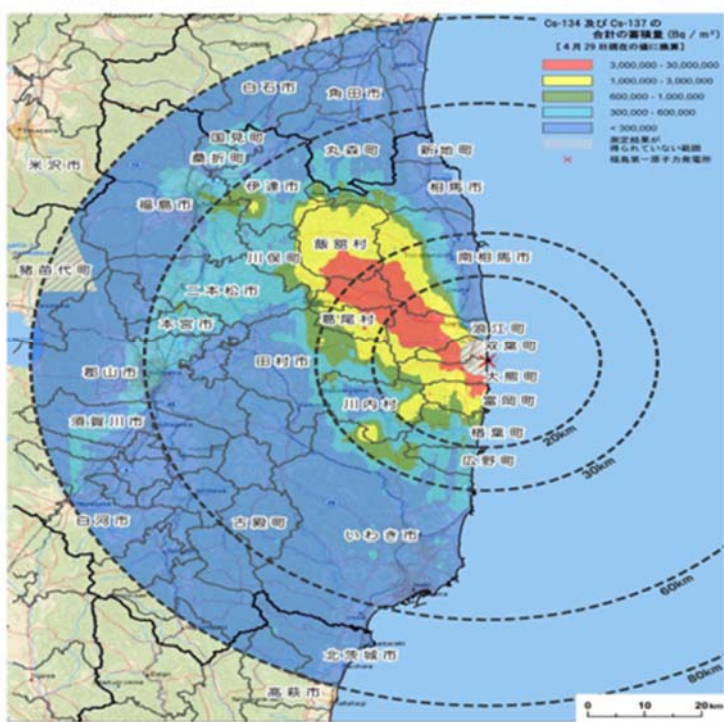 Cs-134 及び Cs-137 の
合計の蓄積量 (Bq / m²)
[4月29日現在の値に換算]
3,000,000 - 30,000,000
1,000,000 - 3,000,000
600,000 - 1,000,000
300,000 - 600,000
< 300,000
測定結果が
得られていない範囲
福島第一原子力発電所
白石市
角田市
国見町
丸森町
新地町
桑折町
米沢市
伊達市
相馬市
福島市
飯舘村
川俣町
南相馬市
猪苗代町
二本松市
葛尾村
浪江町
本宮市
双葉町
田村市
郡山市
大熊町
川内村
富岡町
須賀川市
楢葉町
20km
広野町
30km
白河市
古殿町
いわき市
60km
北茨城市
80km
高萩市
0 10 20km